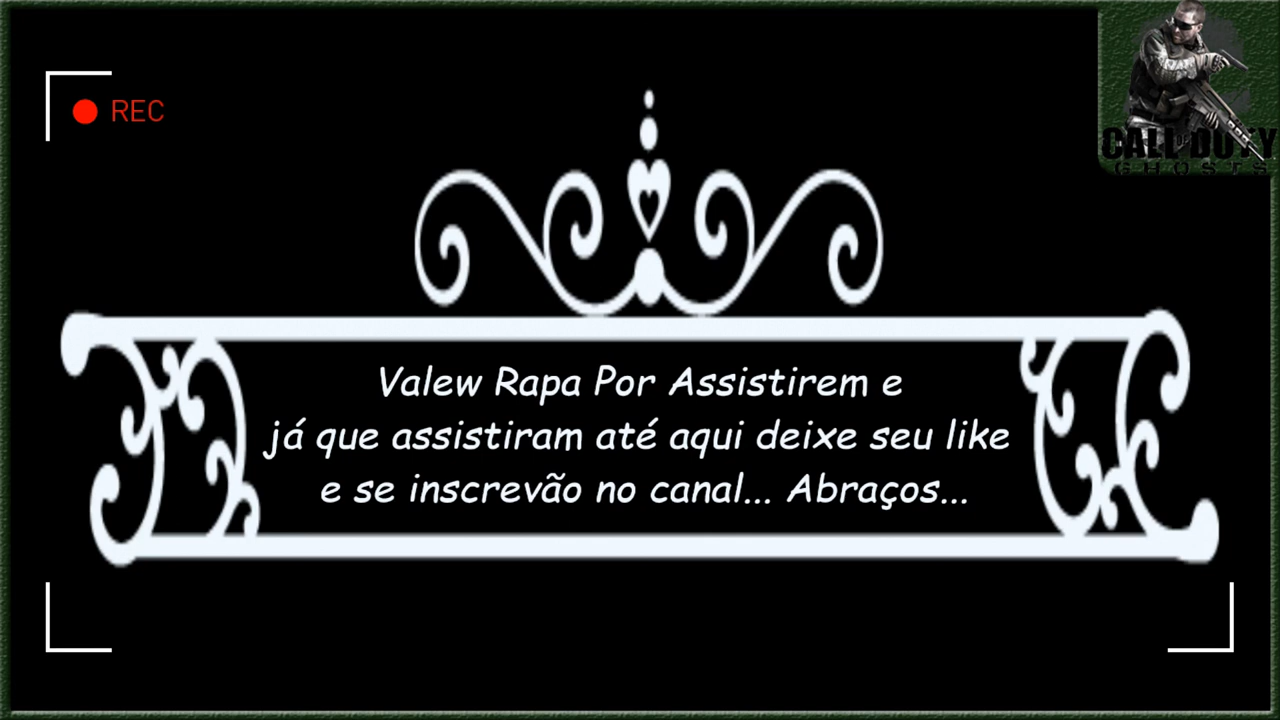 REC
CALL OF DUTY
GHOSTS
Valew Rapa Por Assistirem e
já que assistiram até aqui deixe seu like
e se inscrevão no canal... Abraços...